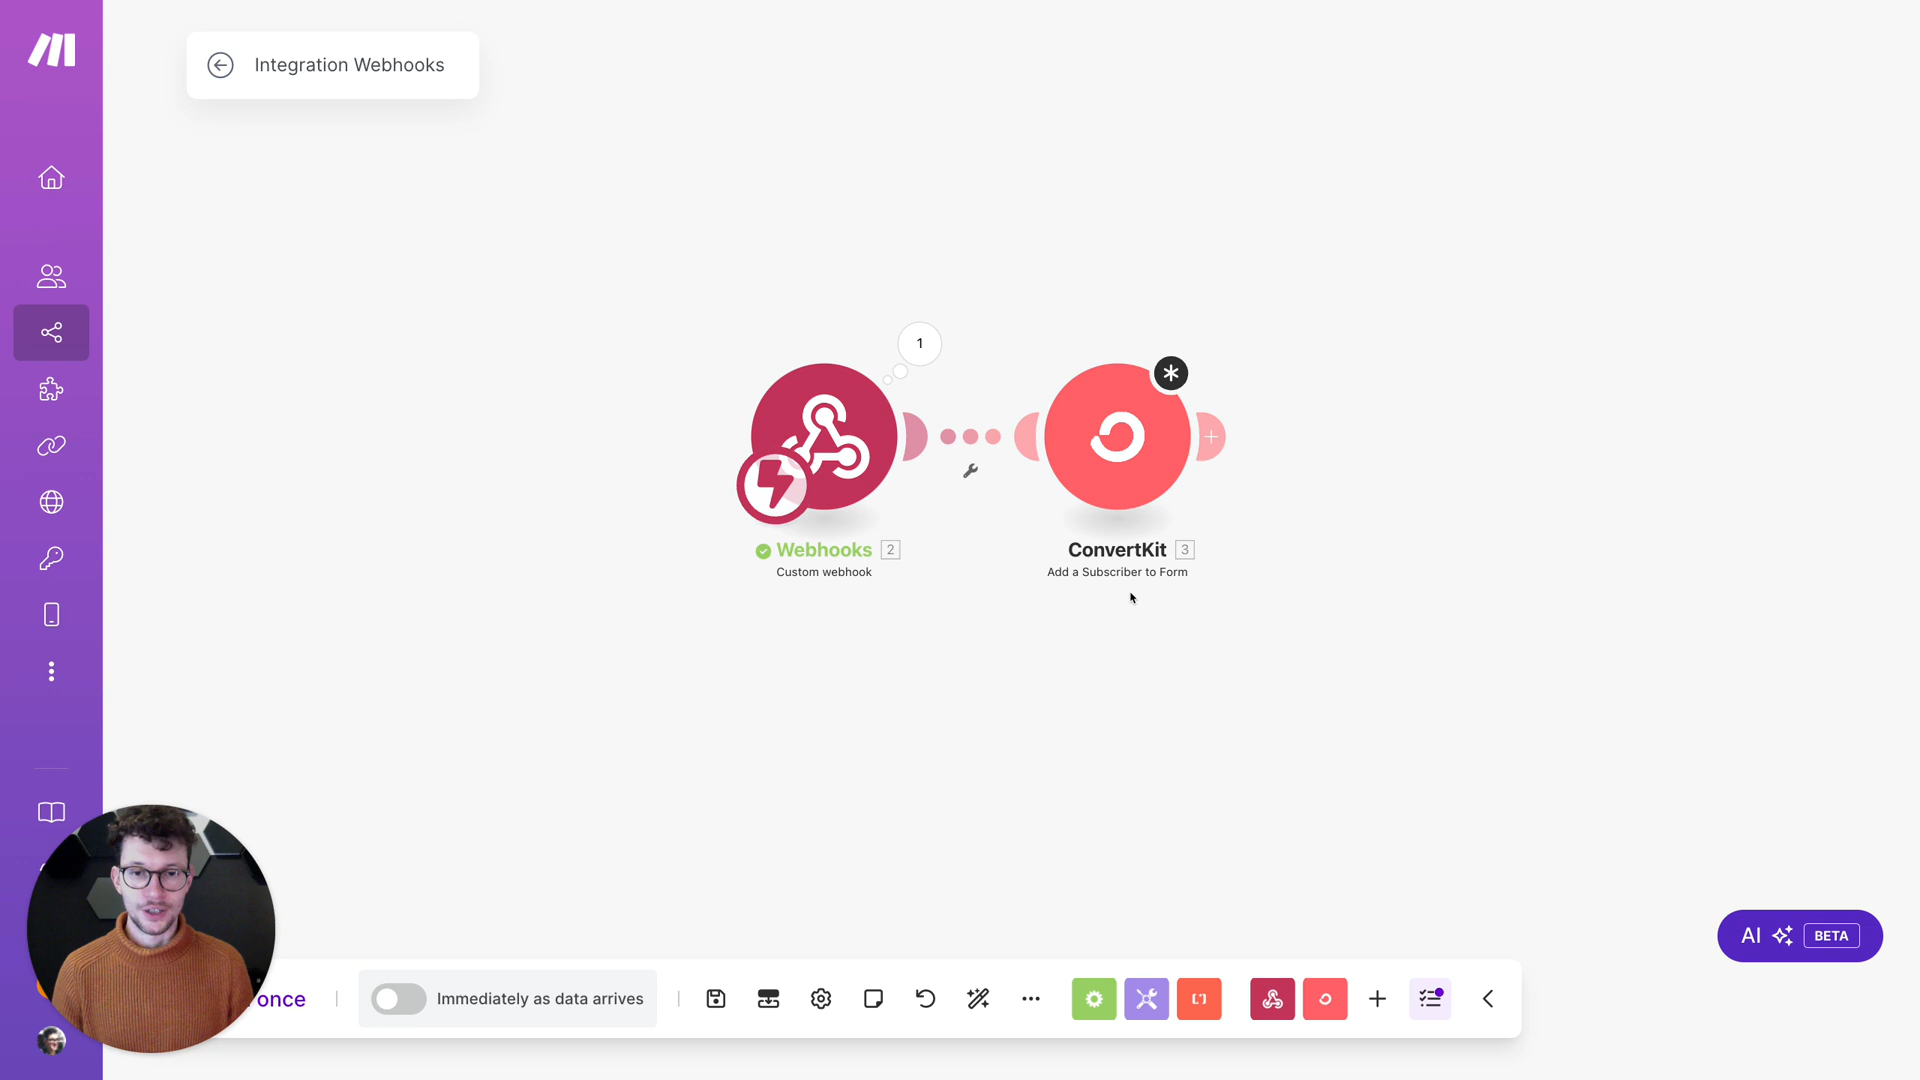 Integration Webhooks
1
Webhooks 2
Custom webhook
ConvertKit 3
Add a Subscriber to Form
AI BETA
once
Immediately as data arrives